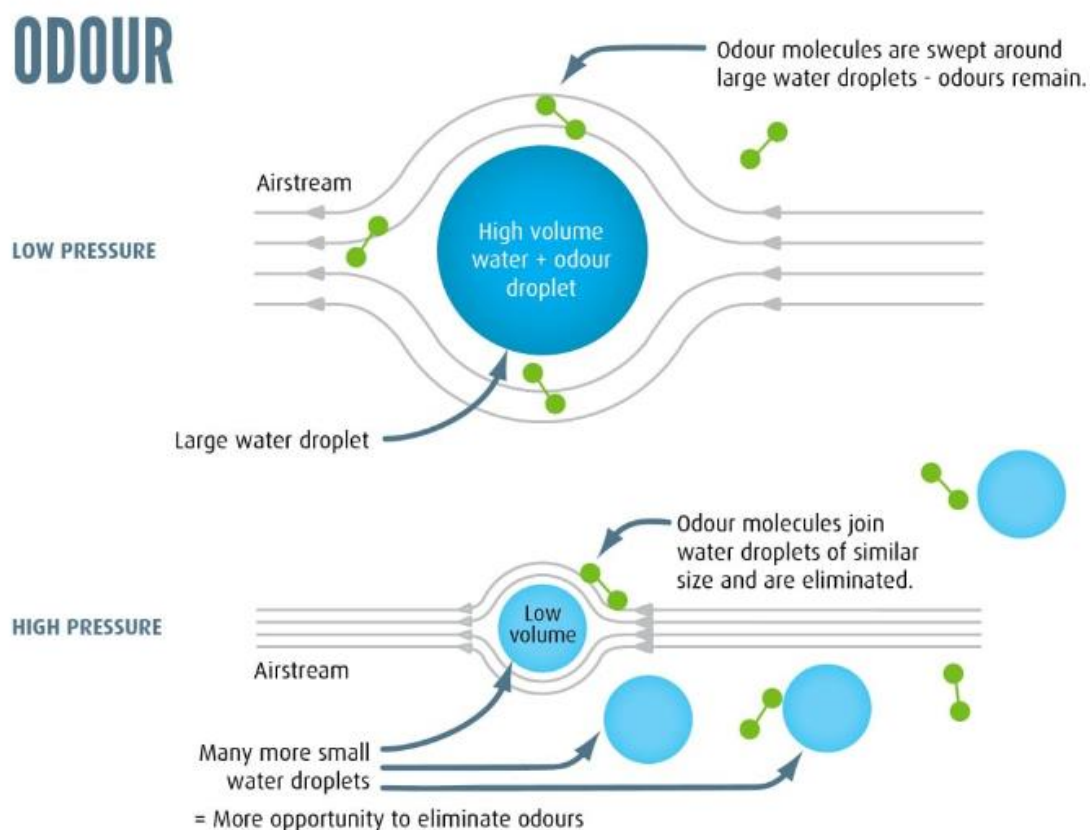 ODOUR
Odour molecules are swept around
large water droplets - odours remain.
Airstream
LOW PRESSURE
High volume
water + odour
droplet
Large water droplet
Odour molecules join
water droplets of similar
size and are eliminated.
HIGH PRESSURE
Low
volume
Airstream
Many more small
water droplets
= More opportunity to eliminate odours